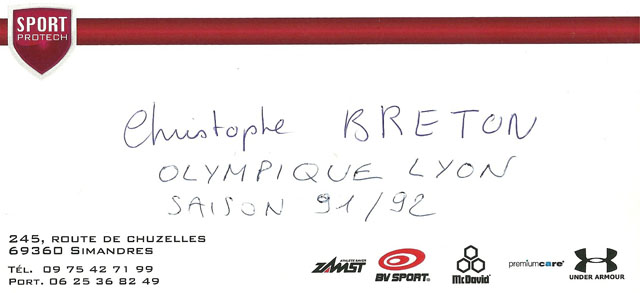 SPORT
PROTECH
Christophe BRETON
OLYMPIQUE LYON
SAISON 91/92
245, ROUTE DE CHUZELLES
69360 SIMANDRES
TÉL. 09 75 42 71 99
PORT. 06 25 36 82 49
ZAMST
BV SPORT
McDavid
premiumcare
UNDER ARMOUR